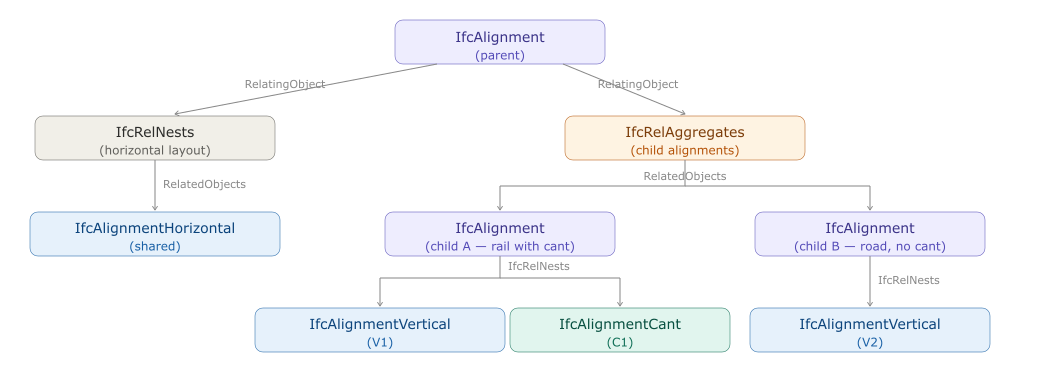 IfcAlignment
(parent)
RelatingObject
RelatingObject
IfcRelNests
(horizontal layout)
IfcRelAggregates
(child alignments)
RelatedObjects
RelatedObjects
IfcAlignmentHorizontal
(shared)
IfcAlignment
(child A — rail with cant)
IfcAlignment
(child B — road, no cant)
IfcRelNests
IfcRelNests
IfcAlignmentVertical
(V1)
IfcAlignmentCant
(C1)
IfcAlignmentVertical
(V2)